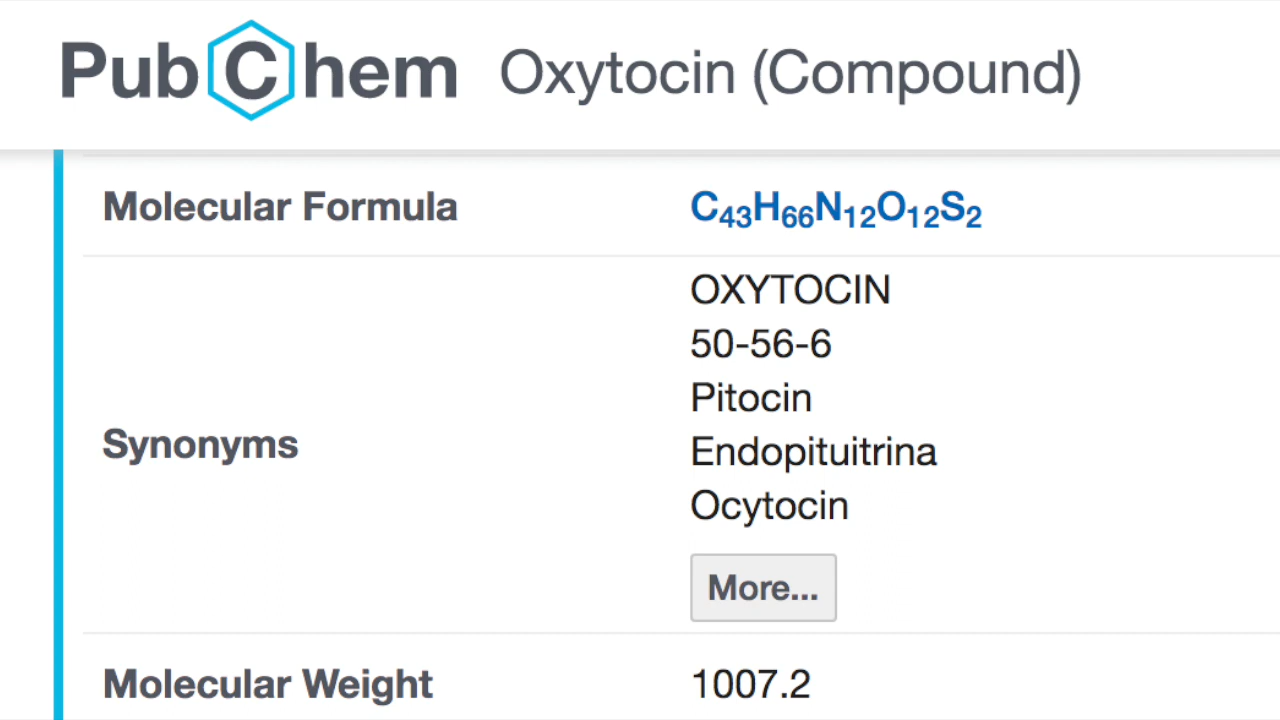 PubChem Oxytocin (Compound)
Molecular Formula C₄₃H₆₆N₁₂O₁₂S₂
Synonyms
OXYTOCIN
50-56-6
Pitocin
Endopituitrina
Ocytocin
More...
Molecular Weight 1007.2